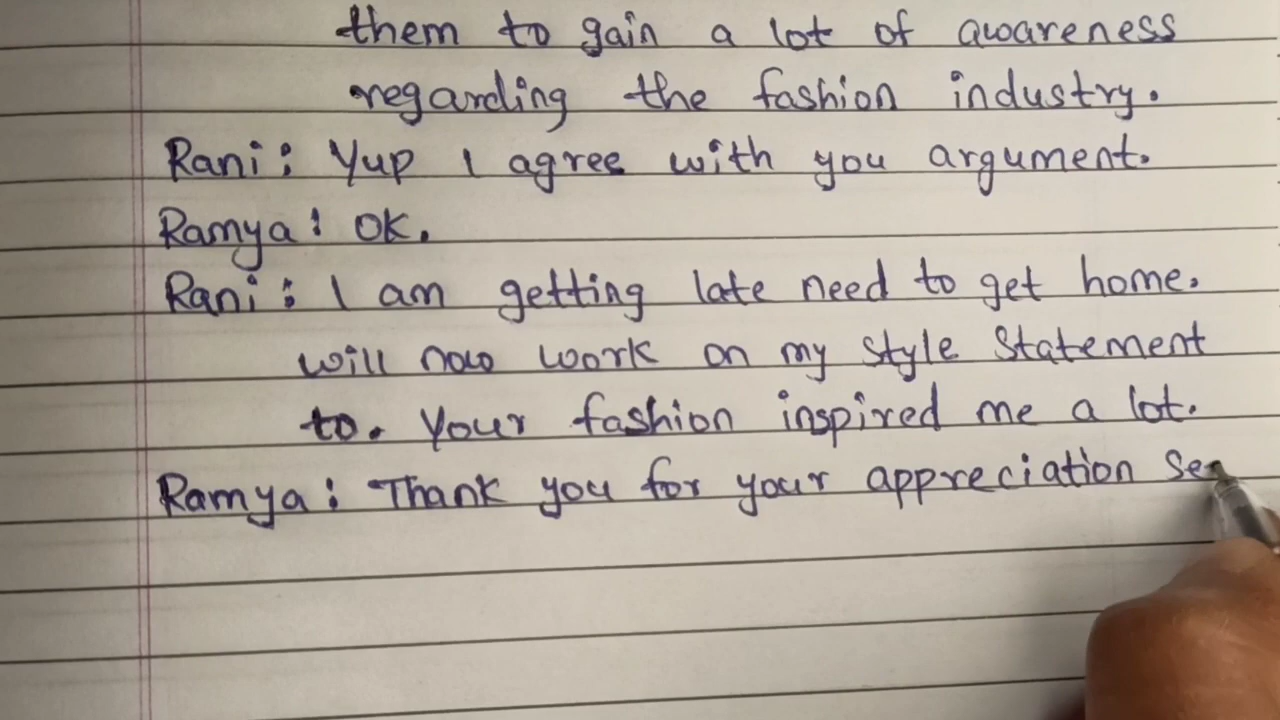 them to gain a lot of awareness
regarding the fashion industry.
Rani: Yup I agree with you argument.
Ramya: OK.
Rani: I am getting late need to get home.
will now work on my style statement
to. Your fashion inspired me a lot.
Ramya: Thank you for your appreciation